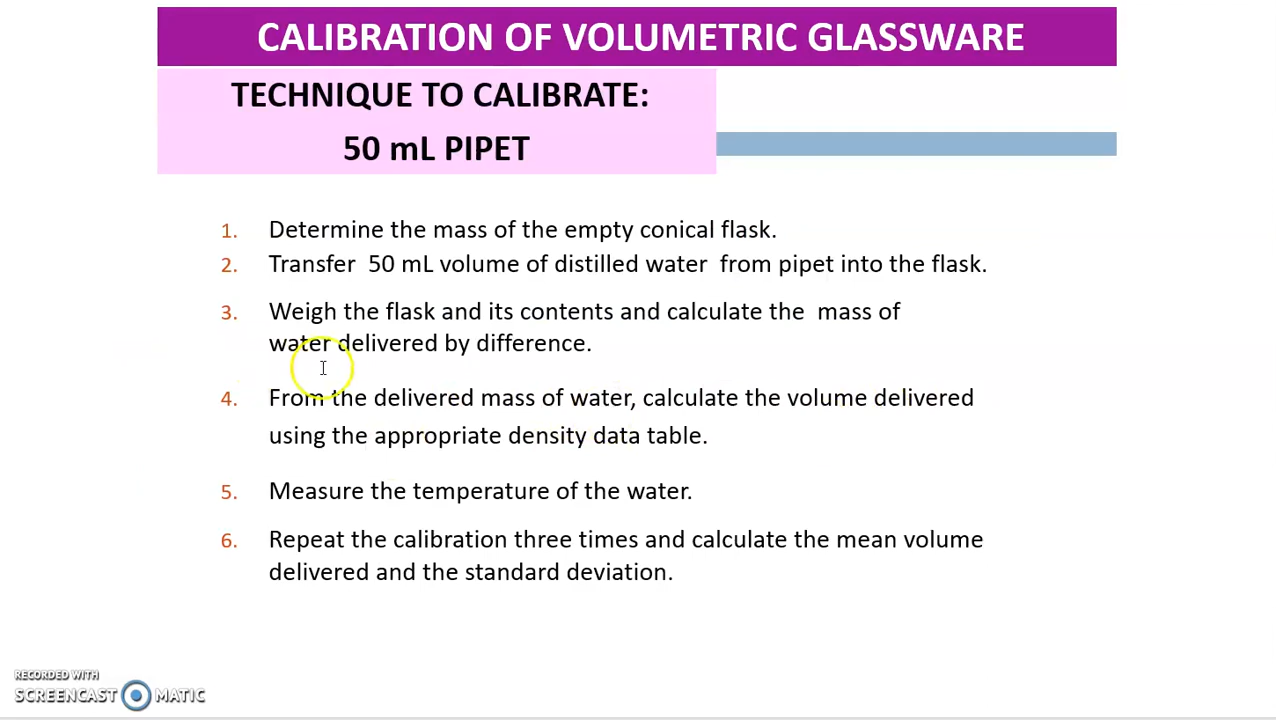 CALIBRATION OF VOLUMETRIC GLASSWARE
TECHNIQUE TO CALIBRATE:
50 mL PIPET
1. Determine the mass of the empty conical flask.
2. Transfer 50 mL volume of distilled water from pipet into the flask.
3. Weigh the flask and its contents and calculate the mass of
water delivered by difference.
4. From the delivered mass of water, calculate the volume delivered
using the appropriate density data table.
5. Measure the temperature of the water.
6. Repeat the calibration three times and calculate the mean volume
delivered and the standard deviation.
RECORDED WITH
SCREENCAST MATIC